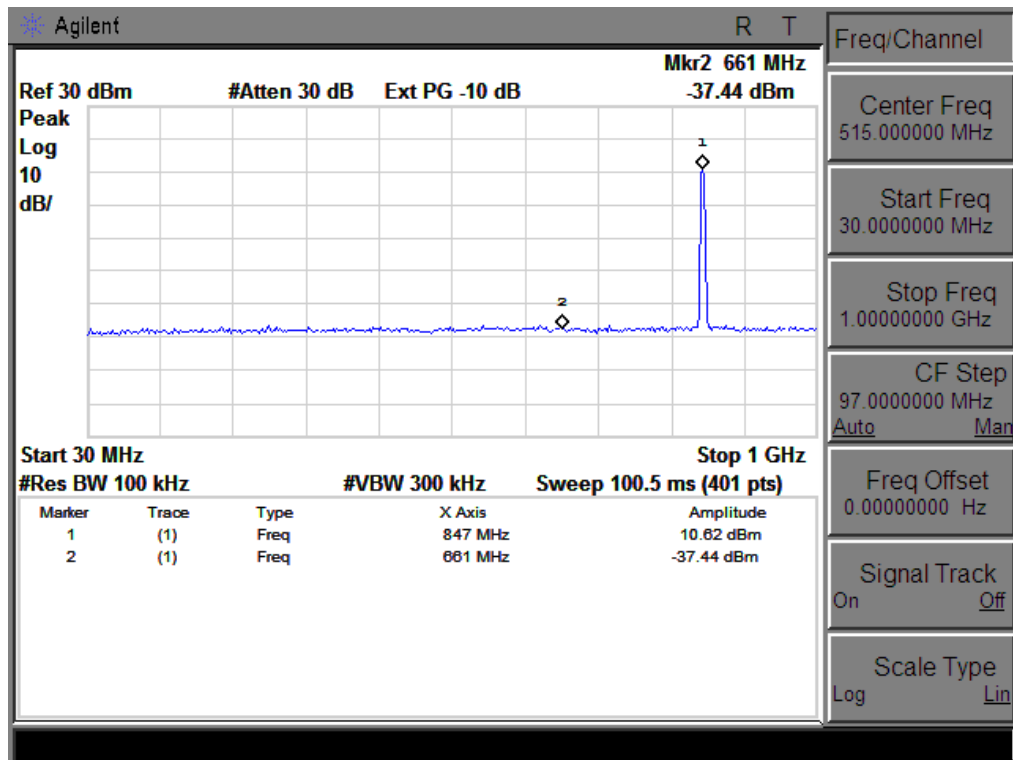 Agilent R T
Mkr2 661 MHz
Ref 30 dBm #Atten 30 dB Ext PG -10 dB -37.44 dBm
Peak
Log
10
dB/
1
2
Start 30 MHz Stop 1 GHz
#Res BW 100 kHz #VBW 300 kHz Sweep 100.5 ms (401 pts)
Marker Trace Type X Axis Amplitude
1 (1) Freq 847 MHz 10.62 dBm
2 (1) Freq 661 MHz -37.44 dBm
Freq/Channel
Center Freq
515.000000 MHz
Start Freq
30.0000000 MHz
Stop Freq
1.00000000 GHz
CF Step
97.0000000 MHz
Auto Man
Freq Offset
0.00000000 Hz
Signal Track
On Off
Scale Type
Log Lin